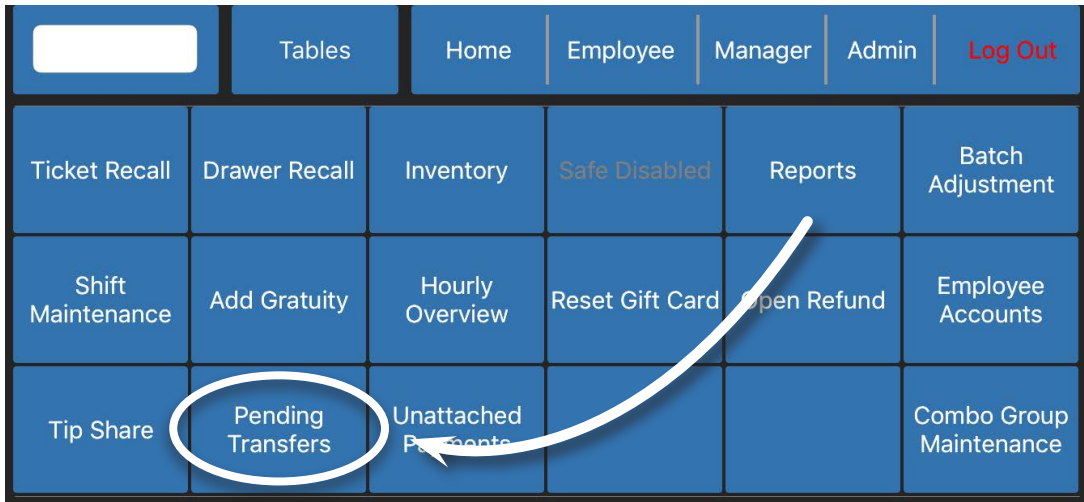 Tables
Home
Employee
Manager
Admin
Log Out
Ticket Recall
Drawer Recall
Inventory
Safe Disabled
Reports
Batch
Adjustment
Shift
Maintenance
Add Gratuity
Hourly
Overview
Reset Gift Card
Open Refund
Employee
Accounts
Tip Share
Pending
Transfers
Unattached
Payments
Combo Group
Maintenance